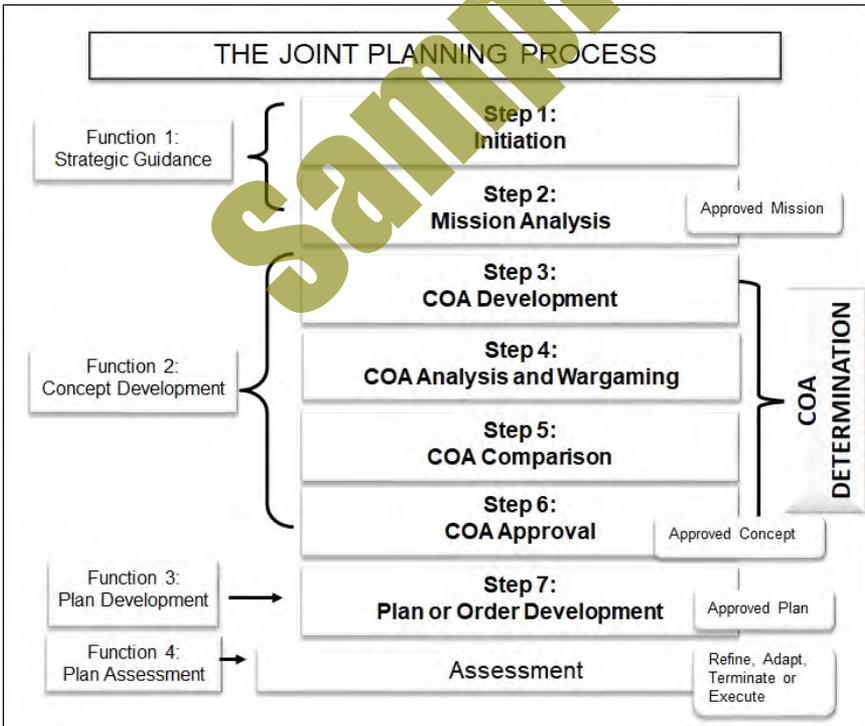 THE JOINT PLANNING PROCESS
Function 1:
Strategic Guidance
Step 1:
Initiation
Step 2:
Mission Analysis
Approved Mission
Function 2:
Concept Development
Step 3:
COA Development
Step 4:
COA Analysis and Wargaming
Step 5:
COA Comparison
Step 6:
COA Approval
Approved Concept
COA
DETERMINATION
Function 3:
Plan Development
Step 7:
Plan or Order Development
Approved Plan
Function 4:
Plan Assessment
Assessment
Refine, Adapt,
Terminate or
Execute